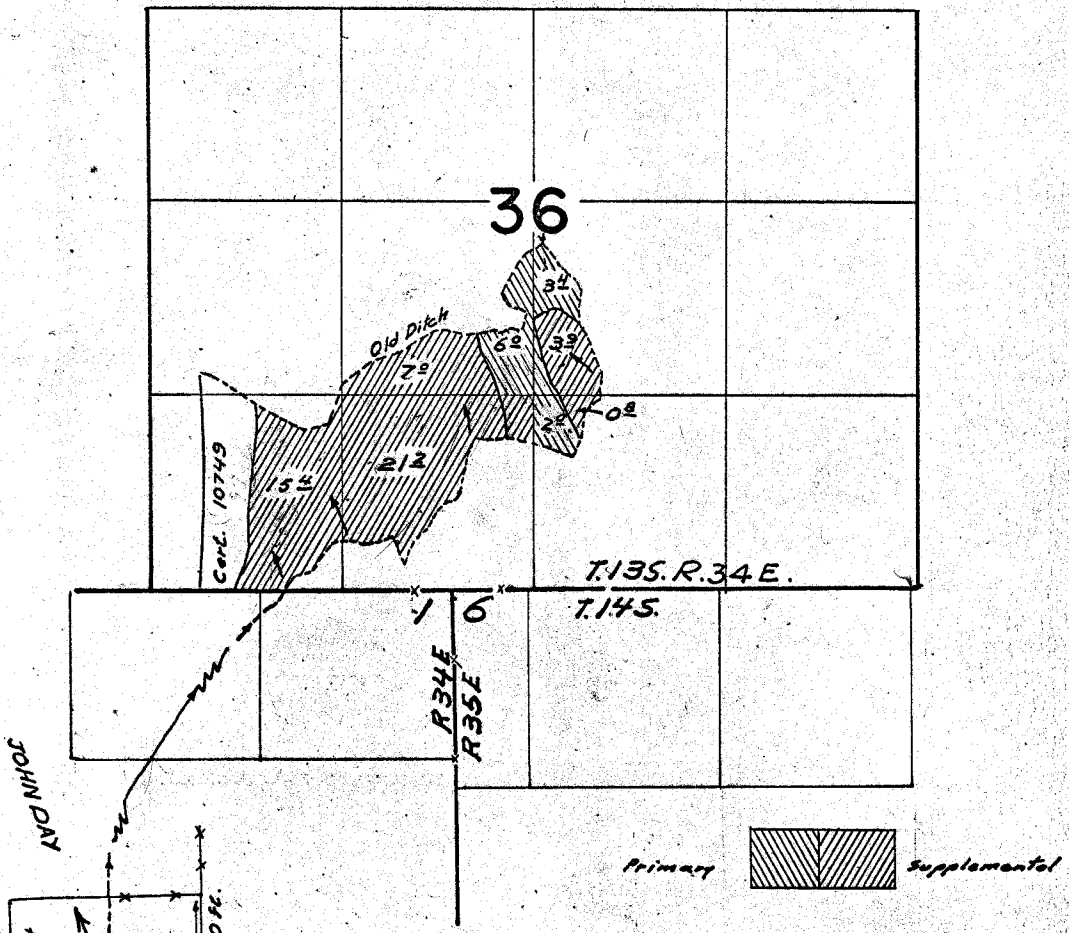 36
3 4
Old Ditch
6 0
3 3
7 0
0 8
2 0
Cert. 10749
15 4
21 2
T.13S. R.34E.
1 6
T.14S.
R34E
R35E
JOHN DAY
Primary
Supplemental